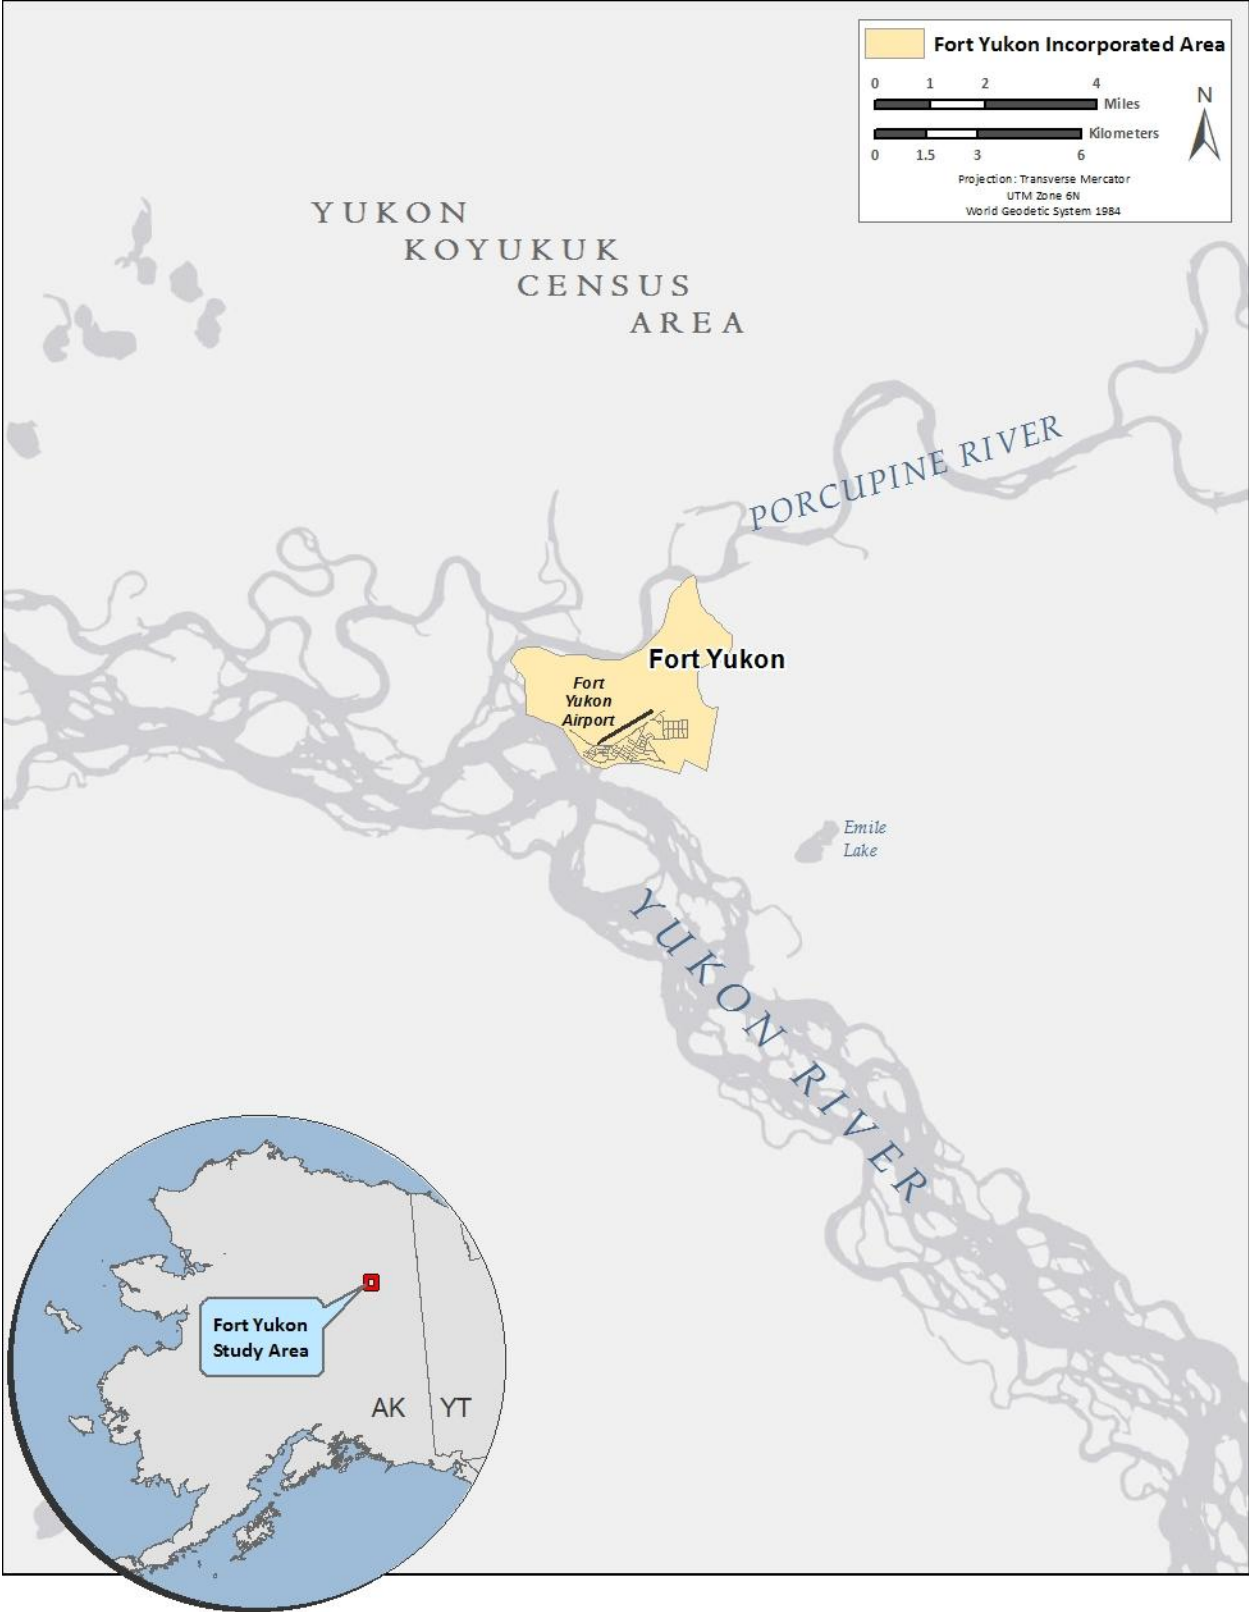 Fort Yukon Incorporated Area
0 1 2 4
Miles
Kilometers
0 1.5 3 6
N
Projection: Transverse Mercator
UTM Zone 6N
World Geodetic System 1984
YUKON
KOYUKUK
CENSUS
AREA
PORCUPINE RIVER
Fort Yukon
Fort
Yukon
Airport
Emile
Lake
YUKON RIVER
Fort Yukon
Study Area
AK YT